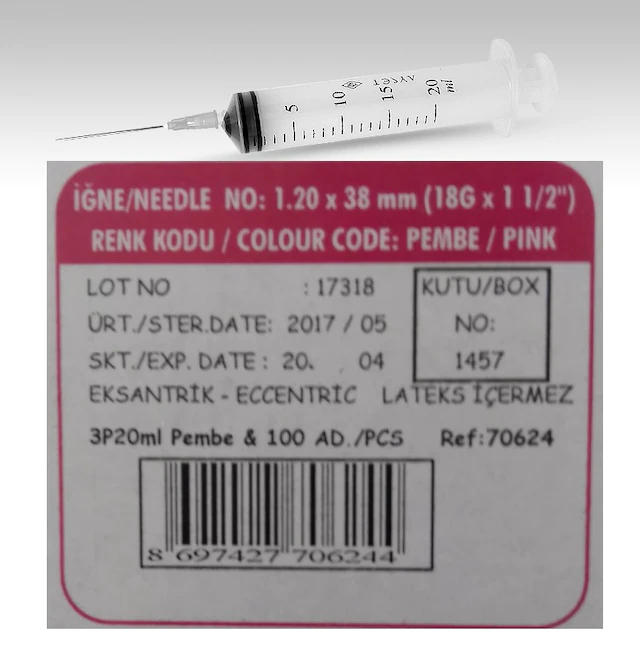 5 10 15 20 ml
AYSET
İĞNE/NEEDLE NO: 1.20 x 38 mm (18G x 1 1/2")
RENK KODU / COLOUR CODE: PEMBE / PINK
LOT NO : 17318
KUTU/BOX
ÜRT./STER.DATE: 2017 / 05
NO:
SKT./EXP. DATE : 20. 04
1457
EKSANTRİK - ECCENTRİC LATEKS İÇERMEZ
3P20ml Pembe & 100 AD./PCS Ref:70624
8 697427 706244